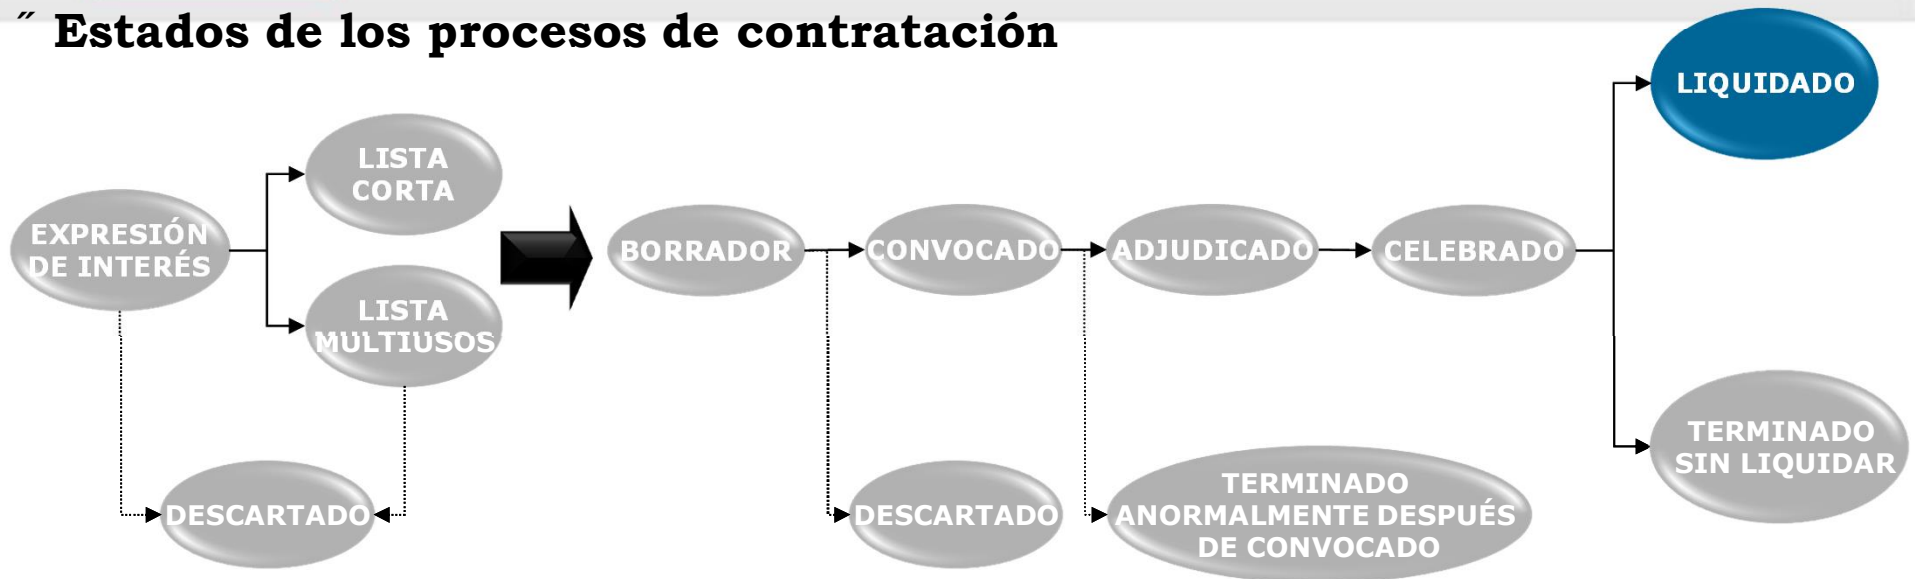 ˝ Estados de los procesos de contratación
LIQUIDADO
LISTA
CORTA
EXPRESIÓN
DE INTERÉS
BORRADOR
CONVOCADO
ADJUDICADO
CELEBRADO
LISTA
MULTIUSOS
TERMINADO
SIN LIQUIDAR
DESCARTADO
DESCARTADO
TERMINADO
ANORMALMENTE DESPUÉS
DE CONVOCADO